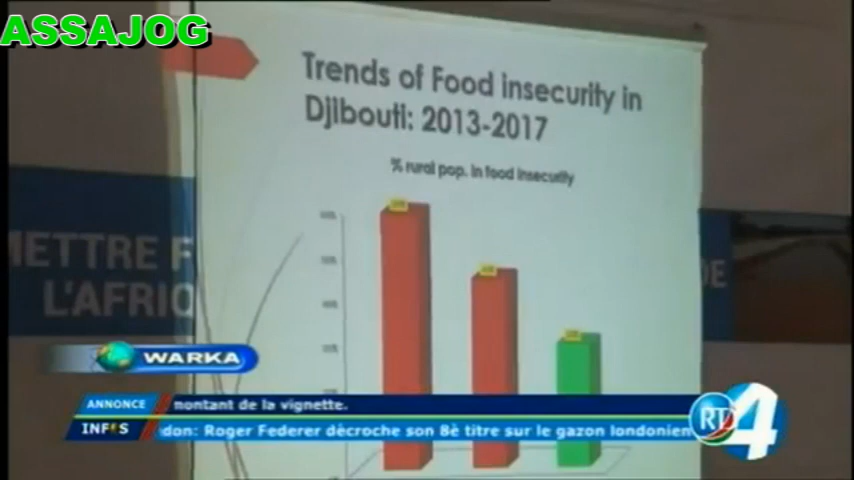 ASSAJOG
Trends of Food insecurity in
Djibouti: 2013-2017
% rural pop. in food insecurity
METTRE F
L'AFRIQ
DE
WARKA
ANNONCE montant de la vignette.
INFOS don: Roger Federer décroche son 8è titre sur le gazon londonien
RTD 4